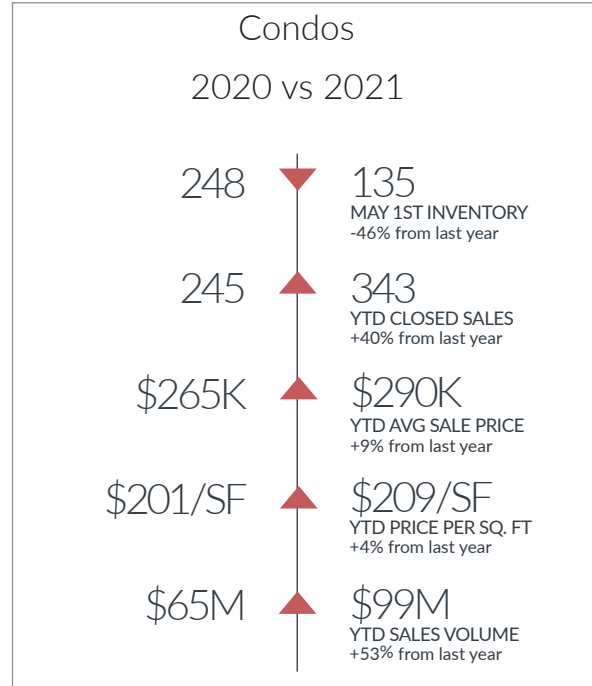 Condos
2020 vs 2021
248
135
MAY 1ST INVENTORY
-46% from last year
245
343
YTD CLOSED SALES
+40% from last year
$265K
$290K
YTD AVG SALE PRICE
+9% from last year
$201/SF
$209/SF
YTD PRICE PER SQ. FT
+4% from last year
$65M
$99M
YTD SALES VOLUME
+53% from last year